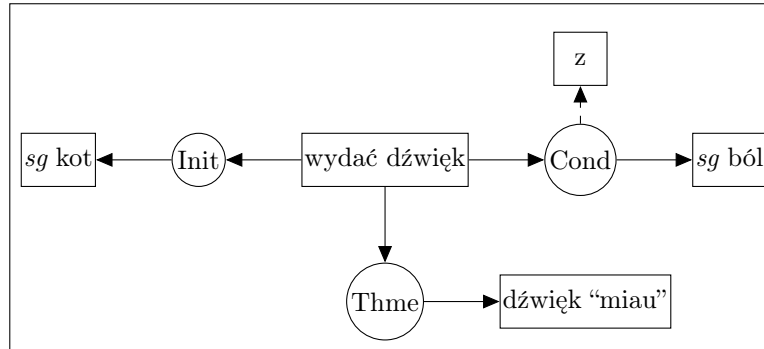 z
sg kot
Init
wydać dźwięk
Cond
sg ból
Thme
dźwięk “miau”